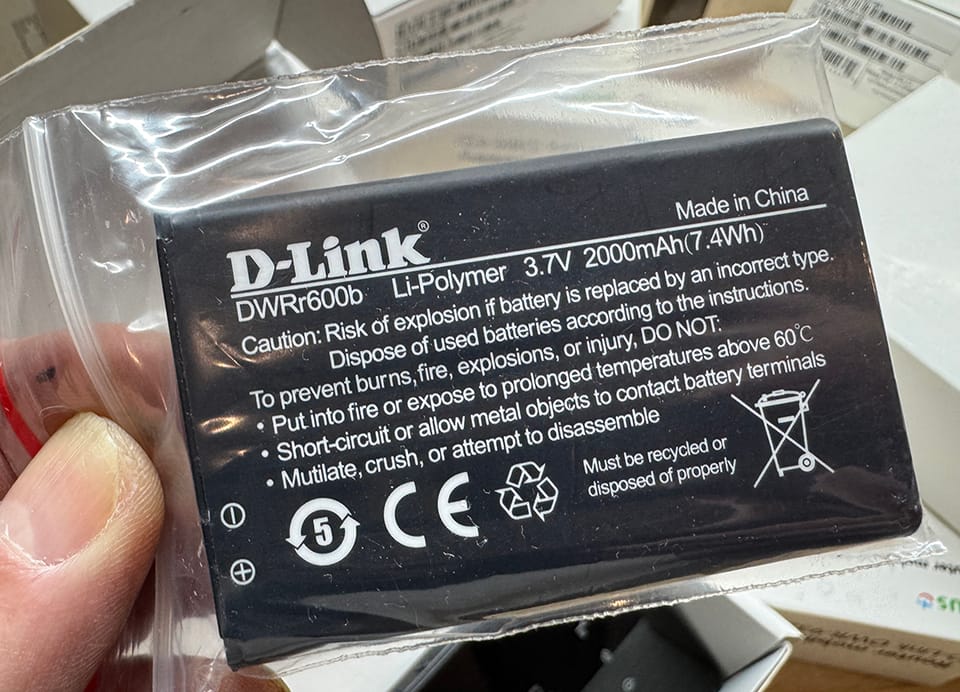 Made in China
D-Link®
DWRr600b Li-Polymer 3.7V 2000mAh(7.4Wh)
Caution: Risk of explosion if battery is replaced by an incorrect type.
Dispose of used batteries according to the instructions.
To prevent burns,fire, explosions, or injury, DO NOT:
• Put into fire or expose to prolonged temperatures above 60℃
• Short-circuit or allow metal objects to contact battery terminals
• Mutilate, crush, or attempt to disassemble
Must be recycled or
disposed of properly
5
CE